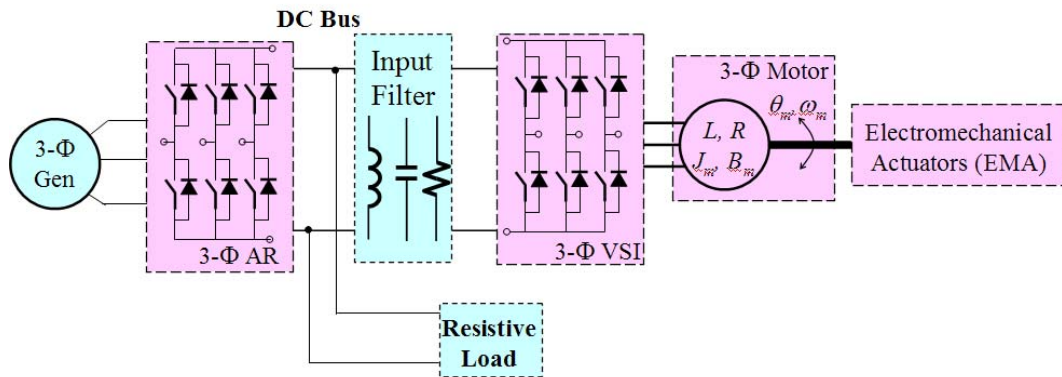 DC Bus
3-Φ
Gen
3-Φ AR
Input
Filter
3-Φ VSI
3-Φ Motor
θm, ωm
L, R
Jm, Bm
Electromechanical
Actuators (EMA)
Resistive
Load